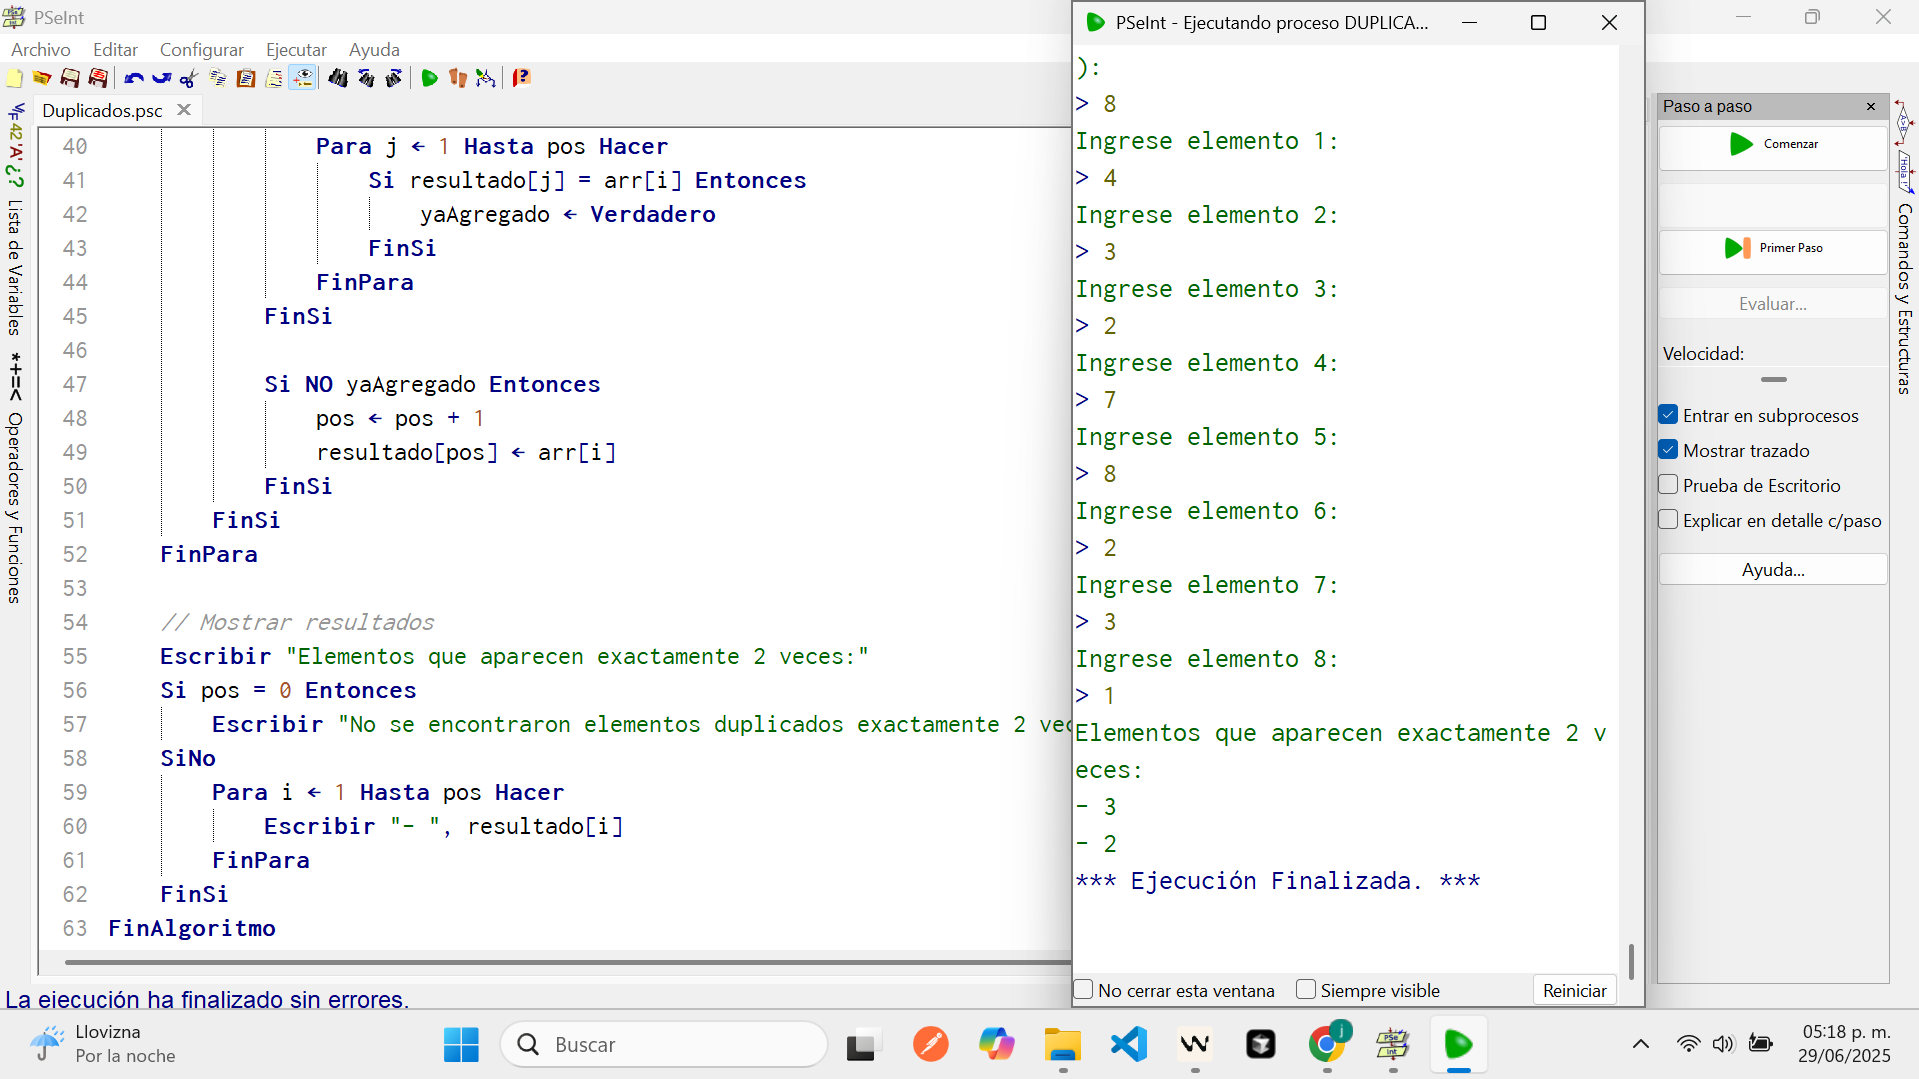 PSeInt
Archivo Editar Configurar Ejecutar Ayuda
Duplicados.psc
Lista de Variables
*+=< Operadores y Funciones
40 Para j ← 1 Hasta pos Hacer
41 Si resultado[j] = arr[i] Entonces
42 yaAgregado ← Verdadero
43 FinSi
44 FinPara
45 FinSi
46
47 Si NO yaAgregado Entonces
48 pos ← pos + 1
49 resultado[pos] ← arr[i]
50 FinSi
51 FinSi
52 FinPara
53
54 // Mostrar resultados
55 Escribir "Elementos que aparecen exactamente 2 veces:"
56 Si pos = 0 Entonces
57 Escribir "No se encontraron elementos duplicados exactamente 2 vec
58 SiNo
59 Para i ← 1 Hasta pos Hacer
60 Escribir "- ", resultado[i]
61 FinPara
62 FinSi
63 FinAlgoritmo
La ejecución ha finalizado sin errores.
PSeInt - Ejecutando proceso DUPLICA...
):
> 8
Ingrese elemento 1:
> 4
Ingrese elemento 2:
> 3
Ingrese elemento 3:
> 2
Ingrese elemento 4:
> 7
Ingrese elemento 5:
> 8
Ingrese elemento 6:
> 2
Ingrese elemento 7:
> 3
Ingrese elemento 8:
> 1
Elementos que aparecen exactamente 2 v
eces:
- 3
- 2
*** Ejecución Finalizada. ***
No cerrar esta ventana Siempre visible Reiniciar
Paso a paso
Comenzar
Primer Paso
Evaluar...
Velocidad:
Entrar en subprocesos
Mostrar trazado
Prueba de Escritorio
Explicar en detalle c/paso
Ayuda...
Comandos y Estructuras
Llovizna
Por la noche
Buscar
05:18 p. m.
29/06/2025